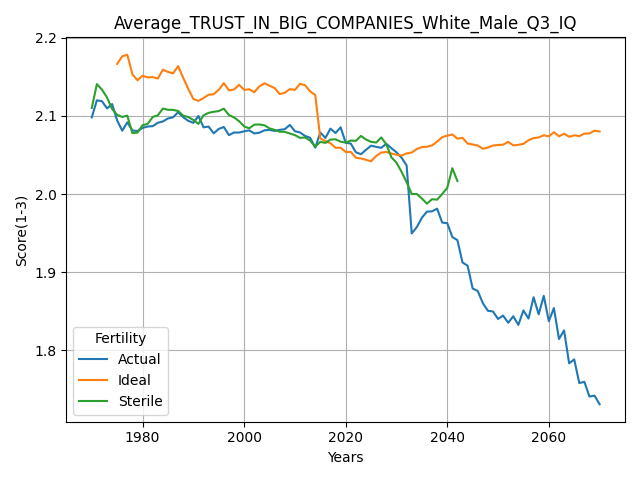 Average_TRUST_IN_BIG_COMPANIES_White_Male_Q3_IQ
2.2
2.1
2.0
1.9
1.8
Score(1-3)
Fertility
Actual
Ideal
Sterile
1980 2000 2020 2040 2060
Years